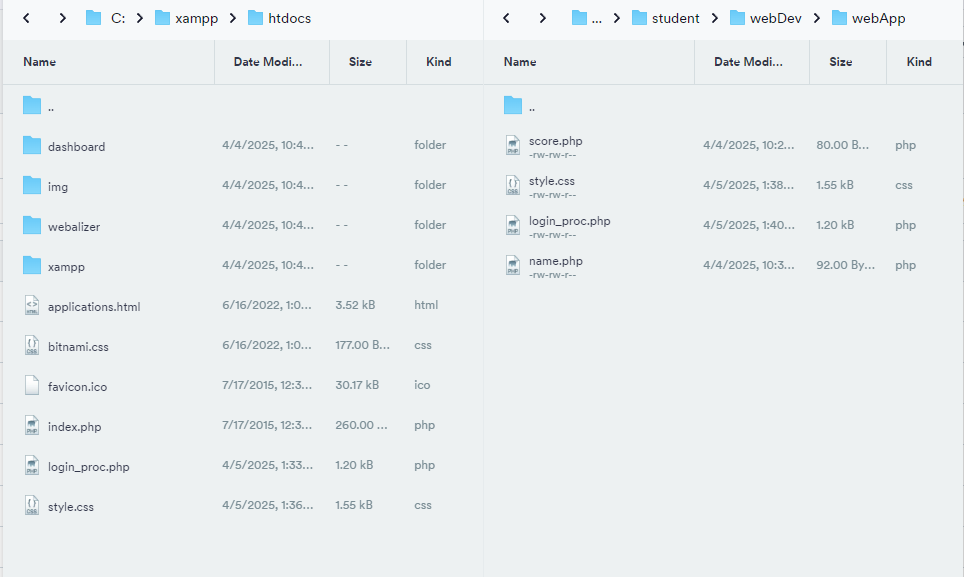 C: xampp htdocs
Name Date Modi... Size Kind
..
dashboard 4/4/2025, 10:4... - - folder
img 4/4/2025, 10:4... - - folder
webalizer 4/4/2025, 10:4... - - folder
xampp 4/4/2025, 10:4... - - folder
applications.html 6/16/2022, 1:0... 3.52 kB html
bitnami.css 6/16/2022, 1:0... 177.00 B... css
favicon.ico 7/17/2015, 12:3... 30.17 kB ico
index.php 7/17/2015, 12:3... 260.00 ... php
login_proc.php 4/5/2025, 1:33... 1.20 kB php
style.css 4/5/2025, 1:36... 1.55 kB css
... student webDev webApp
Name Date Modi... Size Kind
..
score.php 4/4/2025, 10:2... 80.00 B... php
-rw-rw-r--
style.css 4/5/2025, 1:38... 1.55 kB css
-rw-rw-r--
login_proc.php 4/5/2025, 1:40... 1.20 kB php
-rw-rw-r--
name.php 4/4/2025, 10:3... 92.00 By... php
-rw-rw-r--